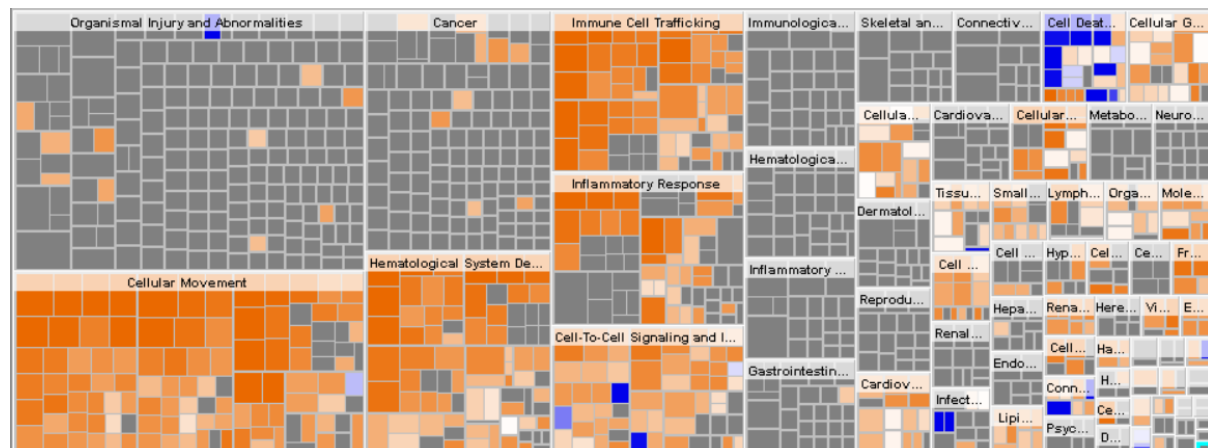 Organismal Injury and Abnormalities
Cancer
Immune Cell Trafficking
Immunologica...
Skeletal an...
Connectiv...
Cell Deat...
Cellular G...
Cellula...
Cardiova...
Cellular...
Metabo...
Neuro...
Hematologica...
Inflammatory Response
Tissu...
Small...
Lymph...
Orga...
Mole...
Dermatol...
Cellular Movement
Hematological System De...
Inflammatory ...
Cell ...
Cell ...
Hyp...
Cel...
Ce...
Fr...
Reprodu...
Hepa...
Rena...
Here...
Vi...
E...
Cell-To-Cell Signaling and I...
Renal...
Endo...
Cell...
Ha...
Gastrointestin...
Cardiov...
Infect...
Conn...
H...
Lipi...
Psyc...
Ce...
D...